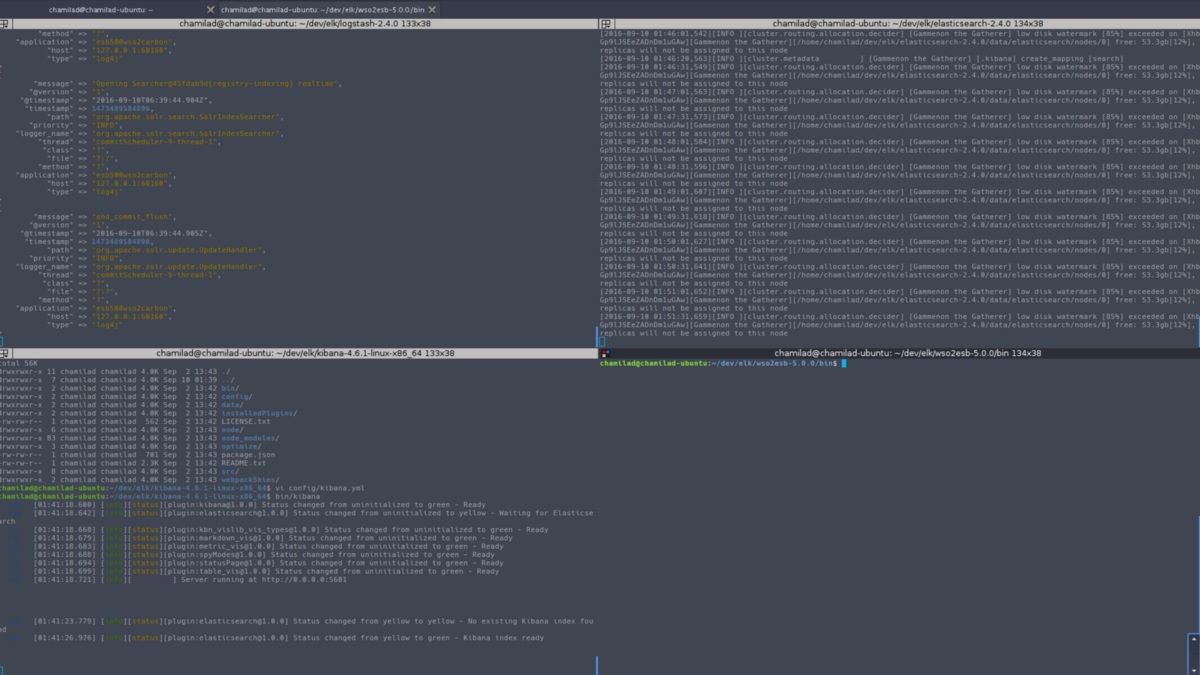 chamilad@chamilad-ubuntu: ~
chamilad@chamilad-ubuntu: ~/dev/elk/wso2esb-5.0.0/bin
chamilad@chamilad-ubuntu: ~/dev/elk/logstash-2.4.0 133x38
"method" => "?",
"application" => "esb500wso2carbon",
"host" => "127.0.0.1:60160",
"type" => "log4j"
"message" => "Opening Searcher@45fdab9d[registry-indexing] realtime",
"@version" => "1",
"@timestamp" => "2016-09-10T06:39:44.904Z",
"timestamp" => 1473489584896,
"path" => "org.apache.solr.search.SolrIndexSearcher",
"priority" => "INFO",
"logger_name" => "org.apache.solr.search.SolrIndexSearcher",
"thread" => "commitScheduler-9-thread-1",
"class" => "?",
"file" => "?:?",
"method" => "?",
"application" => "esb500wso2carbon",
"host" => "127.0.0.1:60160",
"type" => "log4j"
"message" => "end_commit_flush",
"@version" => "1",
"@timestamp" => "2016-09-10T06:39:44.905Z",
"timestamp" => 1473489584898,
"path" => "org.apache.solr.update.UpdateHandler",
"priority" => "INFO",
"logger_name" => "org.apache.solr.update.UpdateHandler",
"thread" => "commitScheduler-9-thread-1",
"class" => "?",
"file" => "?:?",
"method" => "?",
"application" => "esb500wso2carbon",
"host" => "127.0.0.1:60160",
"type" => "log4j"
chamilad@chamilad-ubuntu: ~/dev/elk/elasticsearch-2.4.0 134x38
[2016-09-10 01:46:01,542][INFO ][cluster.routing.allocation.decider] [Gammenon the Gatherer] low disk watermark [85%] exceeded on [Xhb
Gp9lJSEeZADnDm1uGAw][Gammenon the Gatherer][/home/chamilad/dev/elk/elasticsearch-2.4.0/data/elasticsearch/nodes/0] free: 53.3gb[12%],
replicas will not be assigned to this node
[2016-09-10 01:46:20,563][INFO ][cluster.metadata ] [Gammenon the Gatherer] [.kibana] create_mapping [search]
[2016-09-10 01:46:31,549][INFO ][cluster.routing.allocation.decider] [Gammenon the Gatherer] low disk watermark [85%] exceeded on [Xhb
Gp9lJSEeZADnDm1uGAw][Gammenon the Gatherer][/home/chamilad/dev/elk/elasticsearch-2.4.0/data/elasticsearch/nodes/0] free: 53.3gb[12%],
replicas will not be assigned to this node
[2016-09-10 01:47:01,563][INFO ][cluster.routing.allocation.decider] [Gammenon the Gatherer] low disk watermark [85%] exceeded on [Xhb
Gp9lJSEeZADnDm1uGAw][Gammenon the Gatherer][/home/chamilad/dev/elk/elasticsearch-2.4.0/data/elasticsearch/nodes/0] free: 53.3gb[12%],
replicas will not be assigned to this node
[2016-09-10 01:47:31,573][INFO ][cluster.routing.allocation.decider] [Gammenon the Gatherer] low disk watermark [85%] exceeded on [Xhb
Gp9lJSEeZADnDm1uGAw][Gammenon the Gatherer][/home/chamilad/dev/elk/elasticsearch-2.4.0/data/elasticsearch/nodes/0] free: 53.3gb[12%],
replicas will not be assigned to this node
[2016-09-10 01:48:01,584][INFO ][cluster.routing.allocation.decider] [Gammenon the Gatherer] low disk watermark [85%] exceeded on [Xhb
Gp9lJSEeZADnDm1uGAw][Gammenon the Gatherer][/home/chamilad/dev/elk/elasticsearch-2.4.0/data/elasticsearch/nodes/0] free: 53.3gb[12%],
replicas will not be assigned to this node
[2016-09-10 01:48:31,596][INFO ][cluster.routing.allocation.decider] [Gammenon the Gatherer] low disk watermark [85%] exceeded on [Xhb
Gp9lJSEeZADnDm1uGAw][Gammenon the Gatherer][/home/chamilad/dev/elk/elasticsearch-2.4.0/data/elasticsearch/nodes/0] free: 53.3gb[12%],
replicas will not be assigned to this node
[2016-09-10 01:49:01,607][INFO ][cluster.routing.allocation.decider] [Gammenon the Gatherer] low disk watermark [85%] exceeded on [Xhb
Gp9lJSEeZADnDm1uGAw][Gammenon the Gatherer][/home/chamilad/dev/elk/elasticsearch-2.4.0/data/elasticsearch/nodes/0] free: 53.3gb[12%],
replicas will not be assigned to this node
[2016-09-10 01:49:31,618][INFO ][cluster.routing.allocation.decider] [Gammenon the Gatherer] low disk watermark [85%] exceeded on [Xhb
Gp9lJSEeZADnDm1uGAw][Gammenon the Gatherer][/home/chamilad/dev/elk/elasticsearch-2.4.0/data/elasticsearch/nodes/0] free: 53.3gb[12%],
replicas will not be assigned to this node
[2016-09-10 01:50:01,627][INFO ][cluster.routing.allocation.decider] [Gammenon the Gatherer] low disk watermark [85%] exceeded on [Xhb
Gp9lJSEeZADnDm1uGAw][Gammenon the Gatherer][/home/chamilad/dev/elk/elasticsearch-2.4.0/data/elasticsearch/nodes/0] free: 53.3gb[12%],
replicas will not be assigned to this node
[2016-09-10 01:50:31,641][INFO ][cluster.routing.allocation.decider] [Gammenon the Gatherer] low disk watermark [85%] exceeded on [Xhb
Gp9lJSEeZADnDm1uGAw][Gammenon the Gatherer][/home/chamilad/dev/elk/elasticsearch-2.4.0/data/elasticsearch/nodes/0] free: 53.3gb[12%],
replicas will not be assigned to this node
[2016-09-10 01:51:01,652][INFO ][cluster.routing.allocation.decider] [Gammenon the Gatherer] low disk watermark [85%] exceeded on [Xhb
Gp9lJSEeZADnDm1uGAw][Gammenon the Gatherer][/home/chamilad/dev/elk/elasticsearch-2.4.0/data/elasticsearch/nodes/0] free: 53.3gb[12%],
replicas will not be assigned to this node
[2016-09-10 01:51:31,659][INFO ][cluster.routing.allocation.decider] [Gammenon the Gatherer] low disk watermark [85%] exceeded on [Xhb
Gp9lJSEeZADnDm1uGAw][Gammenon the Gatherer][/home/chamilad/dev/elk/elasticsearch-2.4.0/data/elasticsearch/nodes/0] free: 53.3gb[12%],
replicas will not be assigned to this node
chamilad@chamilad-ubuntu: ~/dev/elk/kibana-4.6.1-linux-x86_64 133x38
total 56K
drwxrwxr-x 11 chamilad chamilad 4.0K Sep 2 13:43 ./
drwxrwxr-x 7 chamilad chamilad 4.0K Sep 10 01:39 ../
drwxrwxr-x 2 chamilad chamilad 4.0K Sep 2 13:42 bin/
drwxrwxr-x 2 chamilad chamilad 4.0K Sep 2 13:42 config/
drwxrwxr-x 2 chamilad chamilad 4.0K Sep 2 13:42 data/
drwxrwxr-x 2 chamilad chamilad 4.0K Sep 2 13:42 installedPlugins/
-rw-rw-r-- 1 chamilad chamilad 562 Sep 2 13:42 LICENSE.txt
drwxrwxr-x 6 chamilad chamilad 4.0K Sep 2 13:43 node/
drwxrwxr-x 83 chamilad chamilad 4.0K Sep 2 13:43 node_modules/
drwxrwxr-x 3 chamilad chamilad 4.0K Sep 2 13:43 optimize/
-rw-rw-r-- 1 chamilad chamilad 701 Sep 2 13:43 package.json
-rw-rw-r-- 1 chamilad chamilad 2.3K Sep 2 13:42 README.txt
drwxrwxr-x 8 chamilad chamilad 4.0K Sep 2 13:43 src/
drwxrwxr-x 2 chamilad chamilad 4.0K Sep 2 13:42 webpackShims/
chamilad@chamilad-ubuntu:~/dev/elk/kibana-4.6.1-linux-x86_64$ vi config/kibana.yml
chamilad@chamilad-ubuntu:~/dev/elk/kibana-4.6.1-linux-x86_64$ bin/kibana
[01:41:18.600] [info][status][plugin:kibana@1.0.0] Status changed from uninitialized to green - Ready
[01:41:18.642] [info][status][plugin:elasticsearch@1.0.0] Status changed from uninitialized to yellow - Waiting for Elasticse
arch
[01:41:18.660] [info][status][plugin:kbn_vislib_vis_types@1.0.0] Status changed from uninitialized to green - Ready
[01:41:18.679] [info][status][plugin:markdown_vis@1.0.0] Status changed from uninitialized to green - Ready
[01:41:18.683] [info][status][plugin:metric_vis@1.0.0] Status changed from uninitialized to green - Ready
[01:41:18.688] [info][status][plugin:spyModes@1.0.0] Status changed from uninitialized to green - Ready
[01:41:18.694] [info][status][plugin:statusPage@1.0.0] Status changed from uninitialized to green - Ready
[01:41:18.699] [info][status][plugin:table_vis@1.0.0] Status changed from uninitialized to green - Ready
[01:41:18.721] [info][ ] Server running at http://0.0.0.0:5601
[01:41:23.779] [info][status][plugin:elasticsearch@1.0.0] Status changed from yellow to yellow - No existing Kibana index fou
nd
[01:41:26.976] [info][status][plugin:elasticsearch@1.0.0] Status changed from yellow to green - Kibana index ready
chamilad@chamilad-ubuntu: ~/dev/elk/wso2esb-5.0.0/bin 134x38
chamilad@chamilad-ubuntu:~/dev/elk/wso2esb-5.0.0/bin$